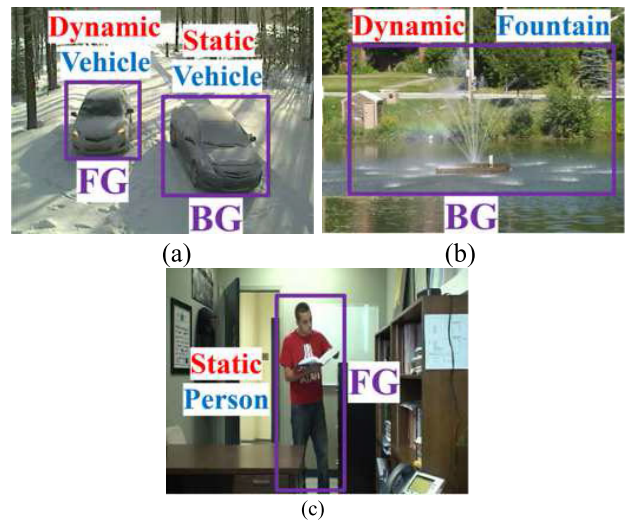 Dynamic
Vehicle
Static
Vehicle
FG
BG
(a)
Dynamic Fountain
BG
(b)
Static
Person
FG
(c)